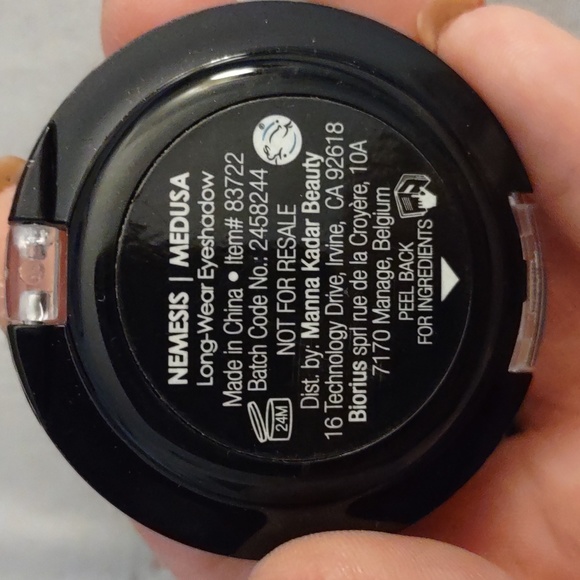 NEMESIS | MEDUSA
Long-Wear Eyeshadow
Made in China • Item# 83722
Batch Code No.: 2458244
NOT FOR RESALE
Dist. by: Manna Kadar Beauty
16 Technology Drive, Irvine, CA 92618
Biorius sprl rue de la Croyère, 10A
7170 Manage, Belgium
PEEL BACK
FOR INGREDIENTS
24M